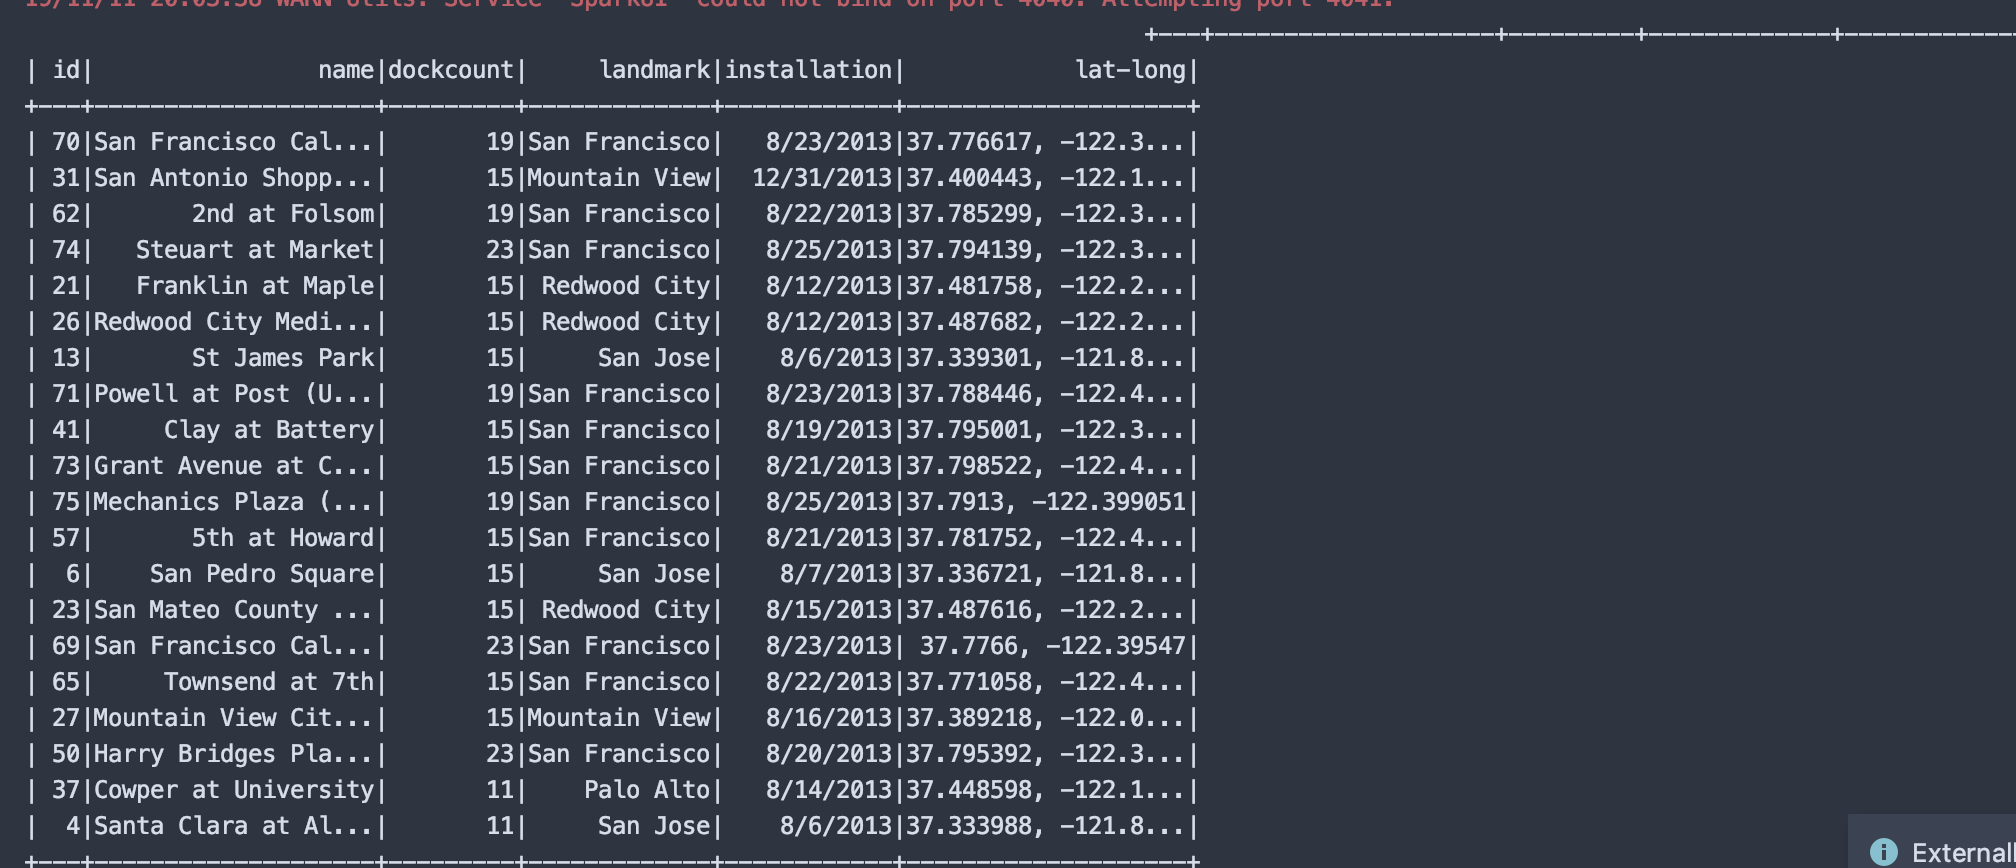 19/11/11 20:03:58 WARN Utils: Service 'SparkUI' could not bind on port 4040. Attempting port 4041.
+---+--------------------+---------+-------------+------------
| id|                name|dockcount|     landmark|installation|            lat-long|
+---+--------------------+---------+-------------+------------+--------------------+
| 70|San Francisco Cal...|       19|San Francisco|   8/23/2013|37.776617, -122.3...|
| 31|San Antonio Shopp...|       15|Mountain View|  12/31/2013|37.400443, -122.1...|
| 62|       2nd at Folsom|       19|San Francisco|   8/22/2013|37.785299, -122.3...|
| 74|   Steuart at Market|       23|San Francisco|   8/25/2013|37.794139, -122.3...|
| 21|   Franklin at Maple|       15| Redwood City|   8/12/2013|37.481758, -122.2...|
| 26|Redwood City Medi...|       15| Redwood City|   8/12/2013|37.487682, -122.2...|
| 13|       St James Park|       15|     San Jose|    8/6/2013|37.339301, -121.8...|
| 71|Powell at Post (U...|       19|San Francisco|   8/23/2013|37.788446, -122.4...|
| 41|     Clay at Battery|       15|San Francisco|   8/19/2013|37.795001, -122.3...|
| 73|Grant Avenue at C...|       15|San Francisco|   8/21/2013|37.798522, -122.4...|
| 75|Mechanics Plaza (...|       19|San Francisco|   8/25/2013|37.7913, -122.399051|
| 57|       5th at Howard|       15|San Francisco|   8/21/2013|37.781752, -122.4...|
|  6|    San Pedro Square|       15|     San Jose|    8/7/2013|37.336721, -121.8...|
| 23|San Mateo County ...|       15| Redwood City|   8/15/2013|37.487616, -122.2...|
| 69|San Francisco Cal...|       23|San Francisco|   8/23/2013| 37.7766, -122.39547|
| 65|     Townsend at 7th|       15|San Francisco|   8/22/2013|37.771058, -122.4...|
| 27|Mountain View Cit...|       15|Mountain View|   8/16/2013|37.389218, -122.0...|
| 50|Harry Bridges Pla...|       23|San Francisco|   8/20/2013|37.795392, -122.3...|
| 37|Cowper at University|       11|    Palo Alto|   8/14/2013|37.448598, -122.1...|
|  4|Santa Clara at Al...|       11|     San Jose|    8/6/2013|37.333988, -121.8...|
+---+--------------------+---------+-------------+------------+--------------------+
External